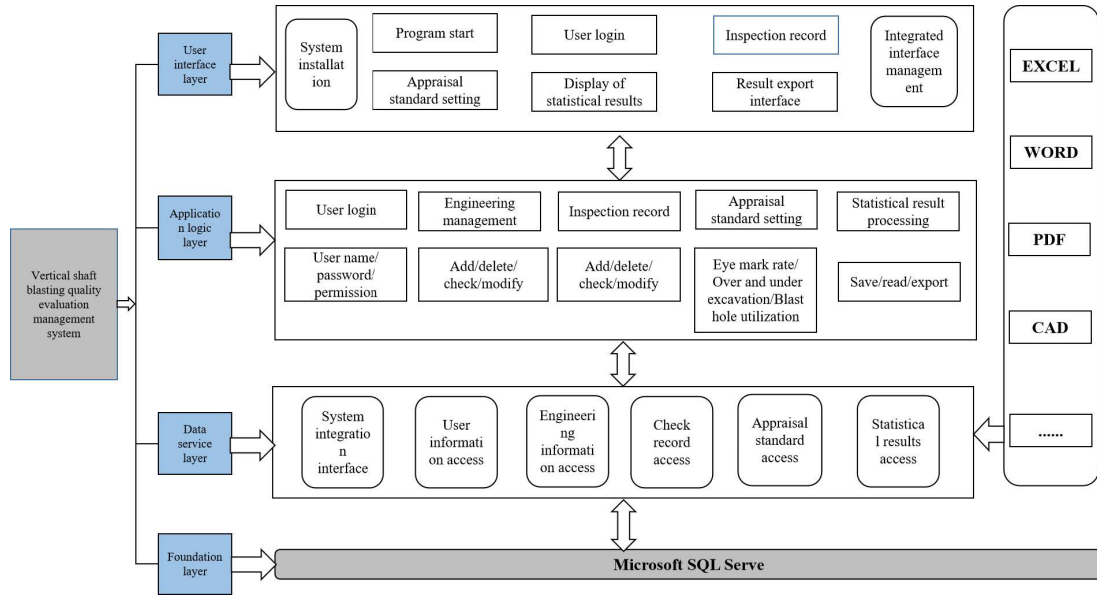 Vertical shaft
blasting quality
evaluation
management
system
User
interface
layer
System
installat
ion
Program start
User login
Inspection record
Integrated
interface
managem
ent
Appraisal
standard setting
Display of
statistical results
Result export
interface
Applicatio
n logic
layer
User login
Engineering
management
Inspection record
Appraisal
standard setting
Statistical result
processing
User name/
password/
permission
Add/delete/
check/modify
Add/delete/
check/modify
Eye mark rate/
Over and under
excavation/Blast
hole utilization
Save/read/export
Data
service
layer
System
integratio
n
interface
User
informati
on access
Engineeri
ng
informati
on access
Check
record
access
Appraisal
standard
access
Statistica
l results
access
Foundation
layer
Microsoft SQL Serve
EXCEL
WORD
PDF
CAD
......